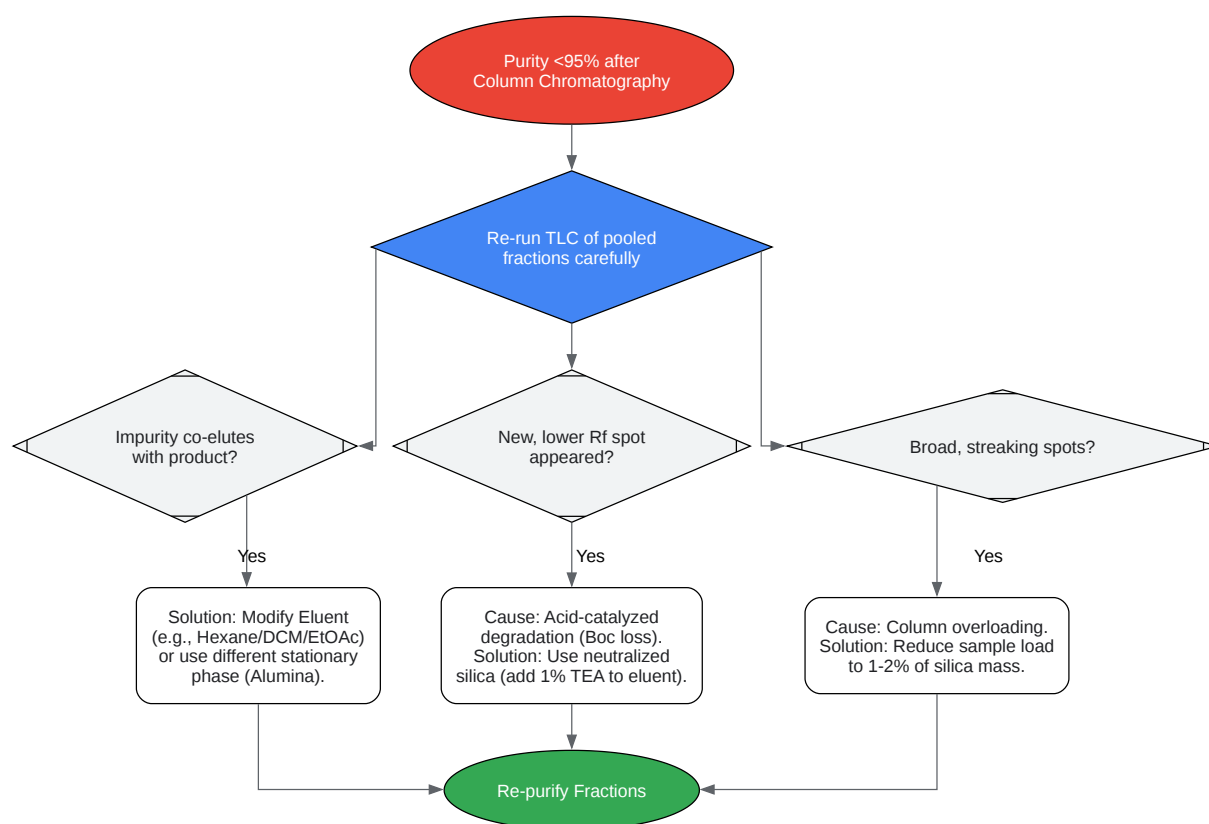 Purity <95% after
Column Chromatography
Re-run TLC of pooled
fractions carefully
Impurity co-elutes
with product?
New, lower Rf spot
appeared?
Broad, streaking spots?
Yes
Yes
Yes
Solution: Modify Eluent
(e.g., Hexane/DCM/EtOAc)
or use different stationary
phase (Alumina).
Cause: Acid-catalyzed
degradation (Boc loss).
Solution: Use neutralized
silica (add 1% TEA to eluent).
Cause: Column overloading.
Solution: Reduce sample load
to 1-2% of silica mass.
Re-purify Fractions